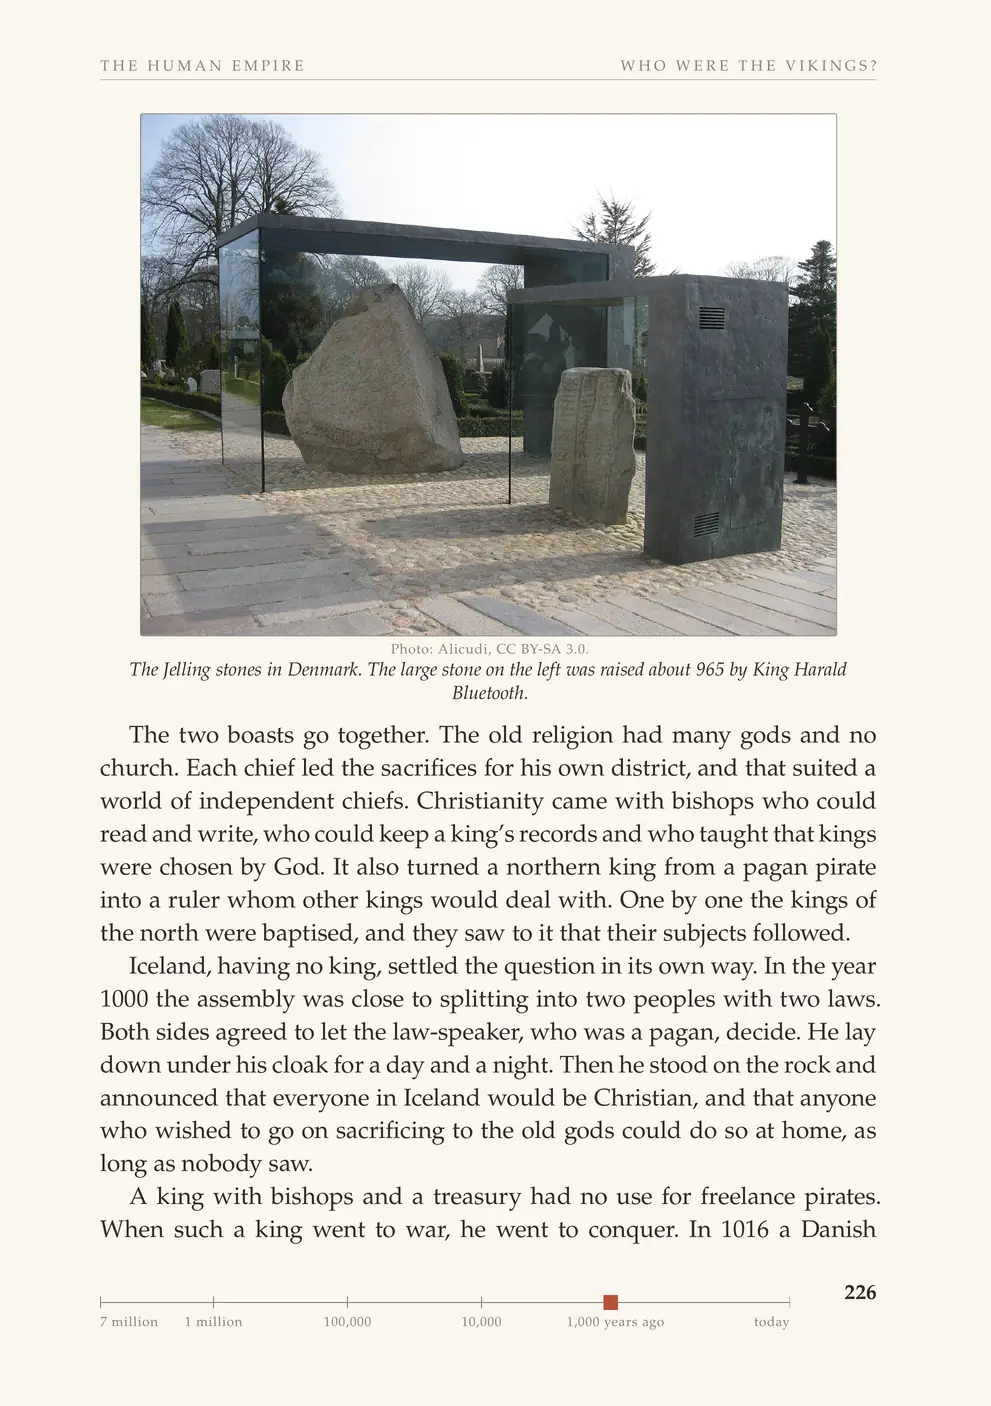 THE HUMAN EMPIRE
WHO WERE THE VIKINGS?
Photo: Alicudi, CC BY-SA 3.0.
The Jelling stones in Denmark. The large stone on the left was raised about 965 by King Harald
Bluetooth.
The two boasts go together. The old religion had many gods and no
church. Each chief led the sacrifices for his own district, and that suited a
world of independent chiefs. Christianity came with bishops who could
read and write, who could keep a king's records and who taught that kings
were chosen by God. It also turned a northern king from a pagan pirate
into a ruler whom other kings would deal with. One by one the kings of
the north were baptised, and they saw to it that their subjects followed.
Iceland, having no king, settled the question in its own way. In the year
1000 the assembly was close to splitting into two peoples with two laws.
Both sides agreed to let the law-speaker, who was a pagan, decide. He lay
down under his cloak for a day and a night. Then he stood on the rock and
announced that everyone in Iceland would be Christian, and that anyone
who wished to go on sacrificing to the old gods could do so at home, as
long as nobody saw.
A king with bishops and a treasury had no use for freelance pirates.
When such a king went to war, he went to conquer. In 1016 a Danish
226
7 million 1 million 100,000 10,000 1,000 years ago today